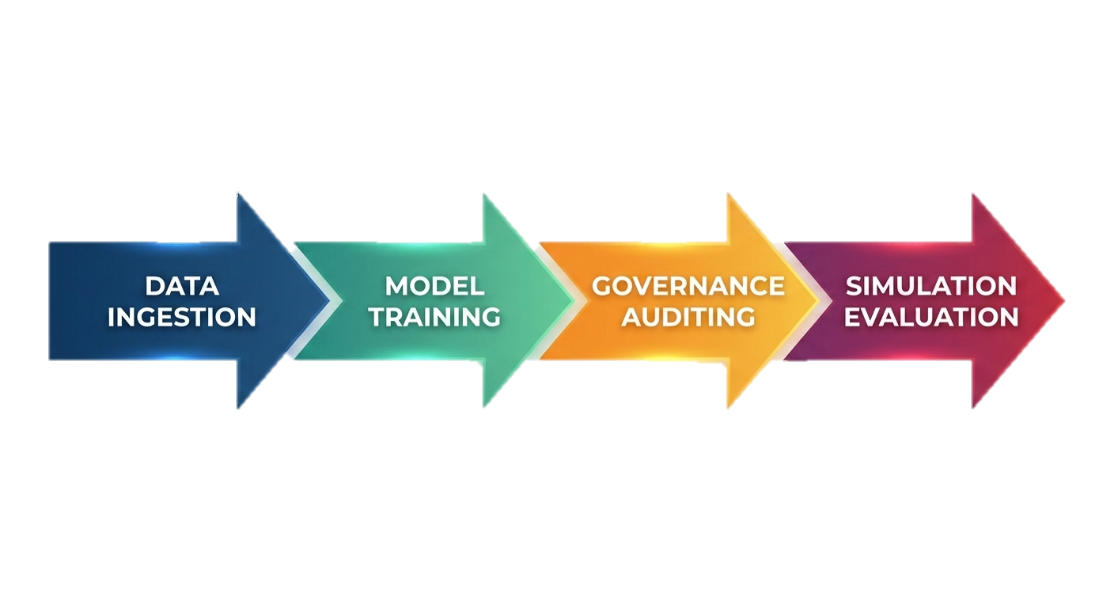 DATA
INGESTION
MODEL
TRAINING
GOVERNANCE
AUDITING
SIMULATION
EVALUATION